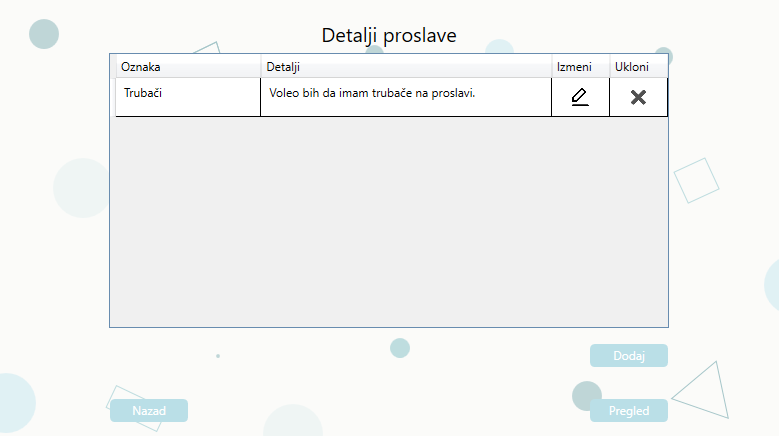 Detalji proslave
Oznaka Detalji Izmeni Ukloni
Trubači Voleo bih da imam trubače na proslavi.
Dodaj
Nazad Pregled